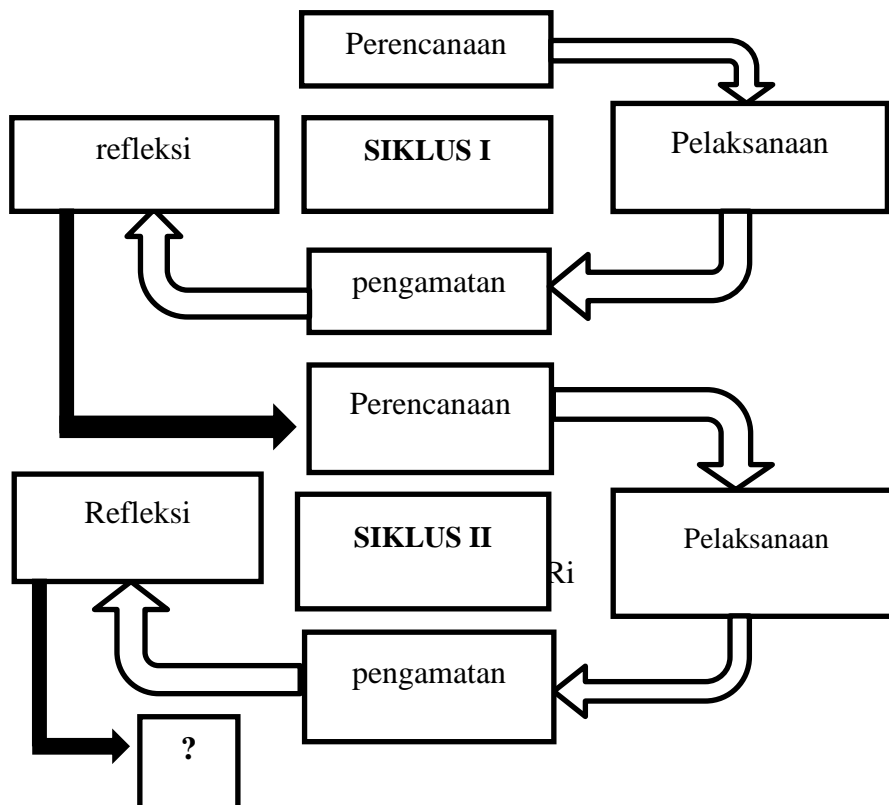 Perencanaan
refleksi
SIKLUS I
Pelaksanaan
pengamatan
Perencanaan
Refleksi
SIKLUS II
Pelaksanaan
Ri
pengamatan
?